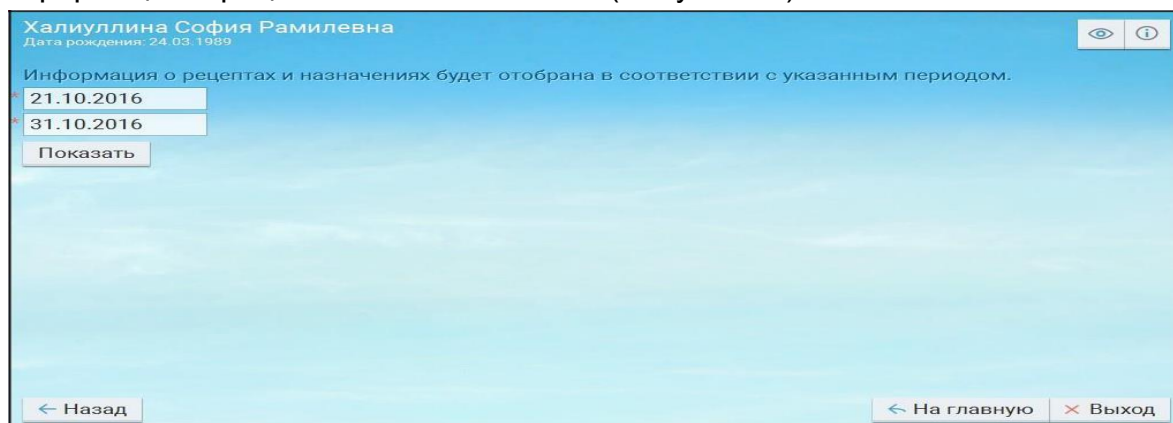 Халиуллина София Рамилевна
Дата рождения: 24.03.1989
Информация о рецептах и назначениях будет отобрана в соответствии с указанным периодом.
* 21.10.2016
* 31.10.2016
Показать
← Назад
На главную
× Выход